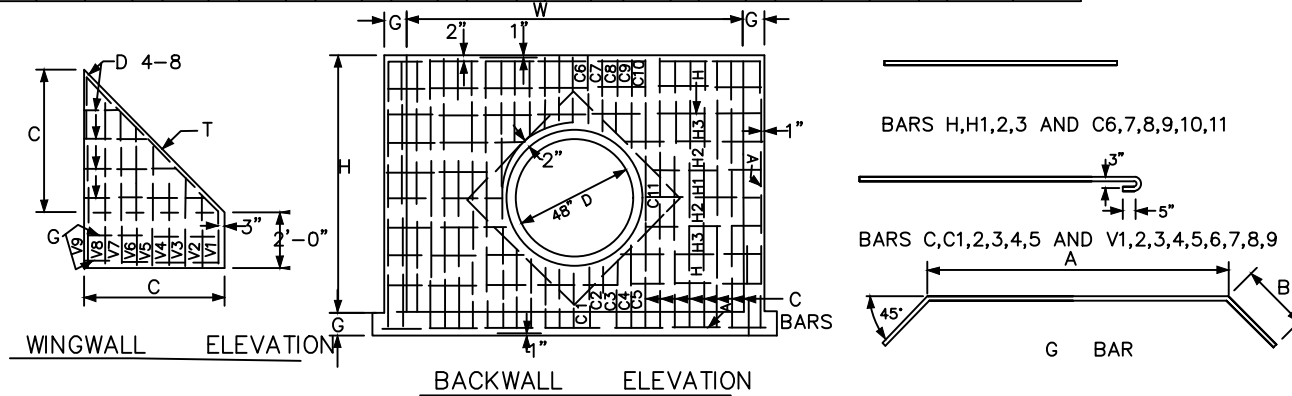 D 4-8
T
C
G
V9
V8
V7
V6
V5
V4
V3
V2
V1
3"
2'-0"
C
WINGWALL ELEVATION
G
W
G
2"
1"
C6
C7
C8
C9
C10
H
H
H3
H2
H1
H2
H3
H
C11
A
1"
2"
48" D
C1
C2
C3
C4
C5
A
C
BARS
G
1"
BACKWALL ELEVATION
BARS H,H1,2,3 AND C6,7,8,9,10,11
3"
5"
BARS C,C1,2,3,4,5 AND V1,2,3,4,5,6,7,8,9
A
B
45°
G BAR